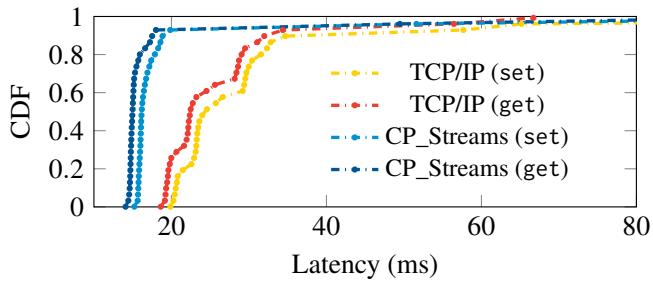 1
0.8
0.6
0.4
0.2
0
CDF
TCP/IP (set)
TCP/IP (get)
CP_Streams (set)
CP_Streams (get)
20 40 60 80
Latency (ms)